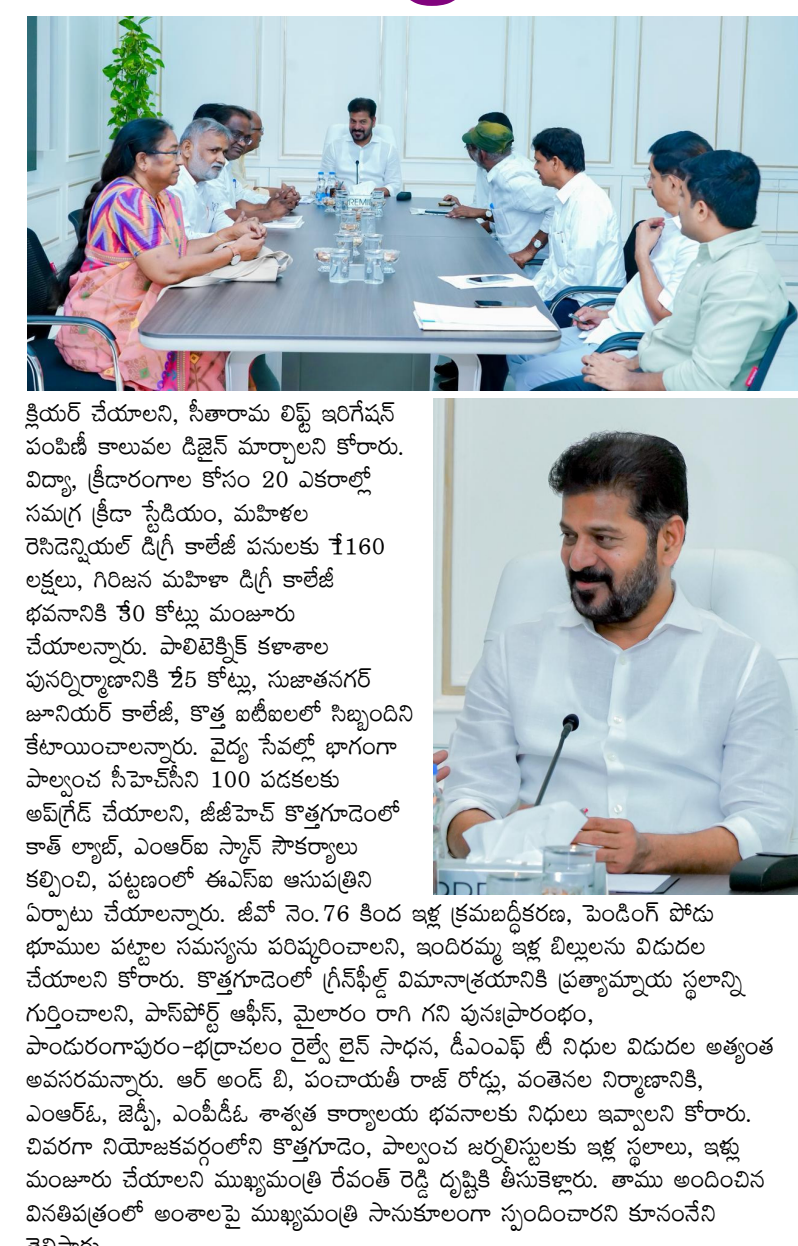 క్లియర్ చేయాలని, సీతారామ లిఫ్ట్ ఇరిగేషన్
పంపిణీ కాలువల డిజైన్ మార్చాలని కోరారు.
విద్యా, క్రీడారంగాల కోసం 20 ఎకరాల్లో
సమగ్ర క్రీడా స్టేడియం, మహిళల
రెసిడెన్షియల్ డిగ్రీ కాలేజీ పనులకు ₹1160
లక్షలు, గిరిజన మహిళా డిగ్రీ కాలేజీ
భవనానికి ₹30 కోట్లు మంజూరు
చేయాలన్నారు. పాలిటెక్నిక్ కళాశాల
పునర్నిర్మాణానికి ₹25 కోట్లు, సుజాతనగర్
జూనియర్ కాలేజీ, కొత్త ఐటీఐలలో సిబ్బందిని
కేటాయించాలన్నారు. వైద్య సేవల్లో భాగంగా
పాల్వంచ సీహెచ్‌సీని 100 పడకలకు
అప్‌గ్రేడ్ చేయాలని, జీజీహెచ్ కొత్తగూడెంలో
కాత్ ల్యాబ్, ఎంఆర్ఐ స్కాన్ సౌకర్యాలు
కల్పించి, పట్టణంలో ఈఎస్ఐ ఆసుపత్రిని
ఏర్పాటు చేయాలన్నారు. జీవో నెం.76 కింద ఇళ్ల క్రమబద్ధీకరణ, పెండింగ్ పోడు
భూముల పట్టాల సమస్యను పరిష్కరించాలని, ఇందిరమ్మ ఇళ్ల బిల్లులను విడుదల
చేయాలని కోరారు. కొత్తగూడెంలో గ్రీన్‌ఫీల్డ్ విమానాశ్రయానికి ప్రత్యామ్నాయ స్థలాన్ని
గుర్తించాలని, పాస్‌పోర్ట్ ఆఫీస్, మైలారం రాగి గని పునఃప్రారంభం,
పాండురంగాపురం-భద్రాచలం రైల్వే లైన్ సాధన, డీఎంఎఫ్ టీ నిధుల విడుదల అత్యంత
అవసరమన్నారు. ఆర్ అండ్ బి, పంచాయతీ రాజ్ రోడ్లు, వంతెనల నిర్మాణానికి,
ఎంఆర్ఓ, జెడ్పీ, ఎంపీడీఓ శాశ్వత కార్యాలయ భవనాలకు నిధులు ఇవ్వాలని కోరారు.
చివరగా నియోజకవర్గంలోని కొత్తగూడెం, పాల్వంచ జర్నలిస్టులకు ఇళ్ల స్థలాలు, ఇళ్లు
మంజూరు చేయాలని ముఖ్యమంత్రి రేవంత్ రెడ్డి దృష్టికి తీసుకెళ్లారు. తాము అందించిన
వినతిపత్రంలో అంశాలపై ముఖ్యమంత్రి సానుకూలంగా స్పందించారని కూనంనేని